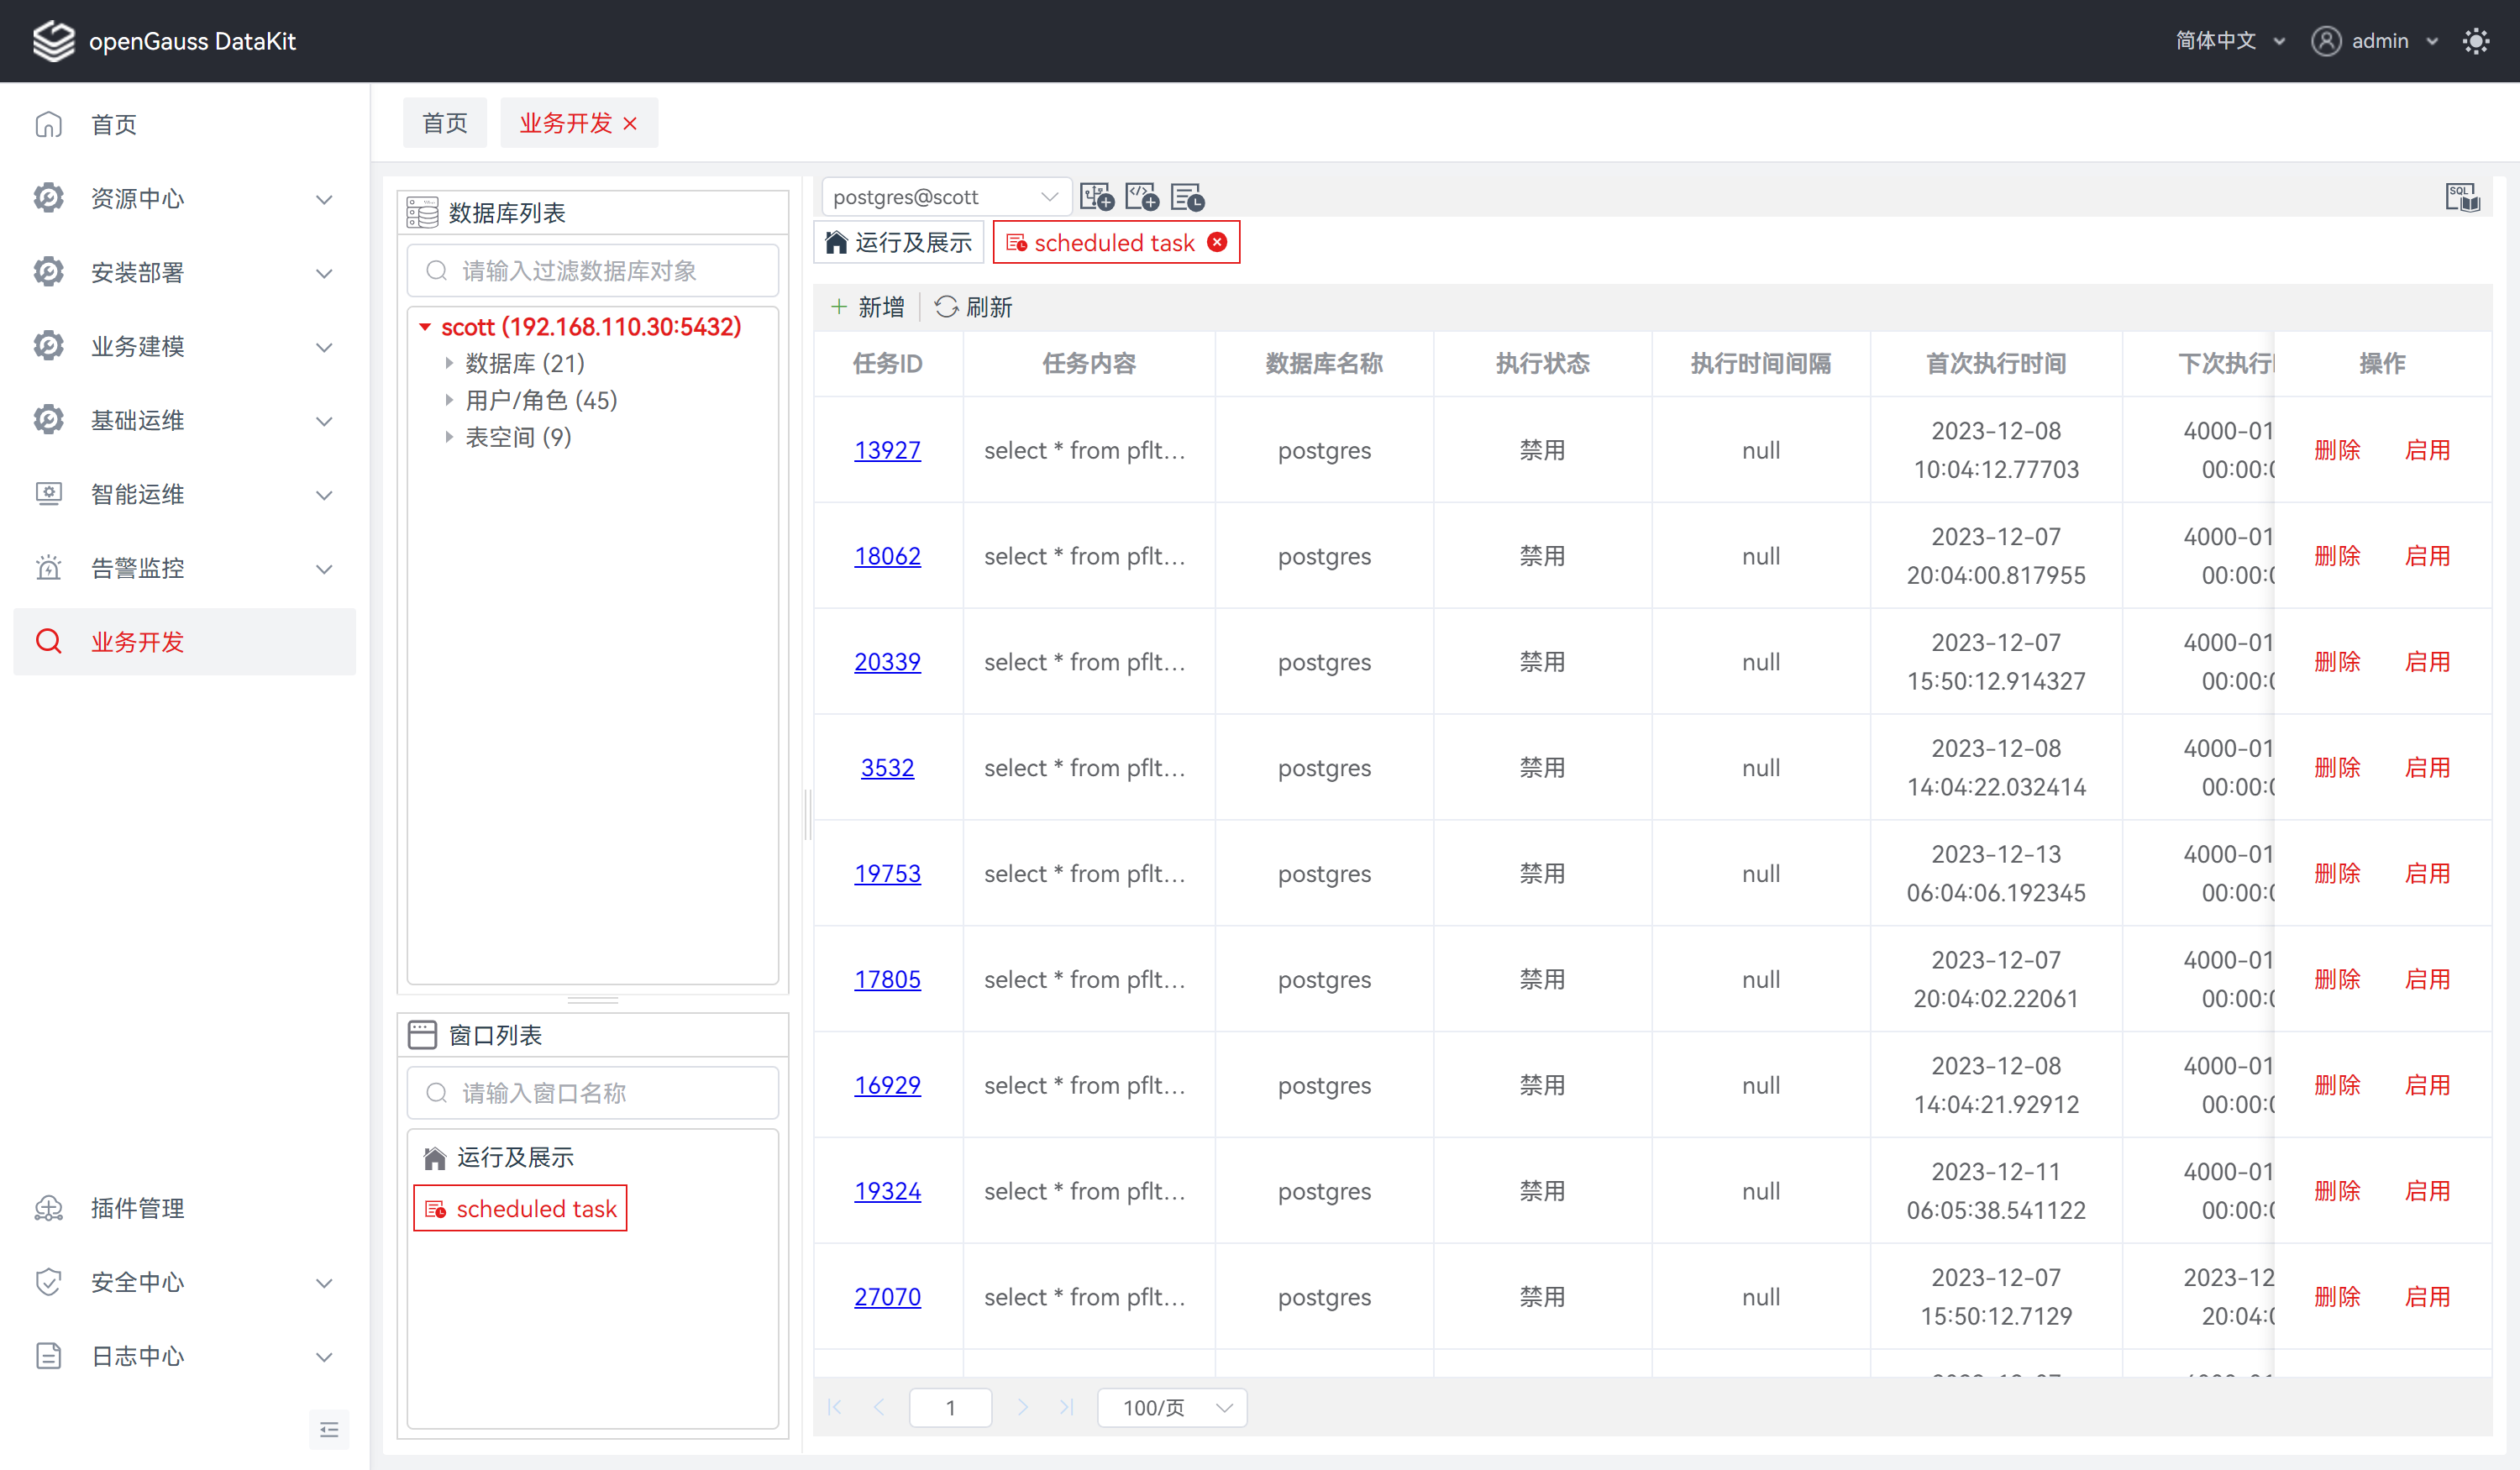 openGauss DataKit
简体中文
admin
首页
资源中心
安装部署
业务建模
基础运维
智能运维
告警监控
业务开发
插件管理
安全中心
日志中心
首页
业务开发
数据库列表
请输入过滤数据库对象
scott (192.168.110.30:5432)
数据库 (21)
用户/角色 (45)
表空间 (9)
窗口列表
请输入窗口名称
运行及展示
scheduled task
postgres@scott
SQL
运行及展示
scheduled task
新增
刷新
任务ID 任务内容 数据库名称 执行状态 执行时间间隔 首次执行时间 下次执行 操作
13927 select * from pflt... postgres 禁用 null 2023-12-08 10:04:12.77703 4000-01 00:00:0 删除 启用
18062 select * from pflt... postgres 禁用 null 2023-12-07 20:04:00.817955 4000-01 00:00:0 删除 启用
20339 select * from pflt... postgres 禁用 null 2023-12-07 15:50:12.914327 4000-01 00:00:0 删除 启用
3532 select * from pflt... postgres 禁用 null 2023-12-08 14:04:22.032414 4000-01 00:00:0 删除 启用
19753 select * from pflt... postgres 禁用 null 2023-12-13 06:04:06.192345 4000-01 00:00:0 删除 启用
17805 select * from pflt... postgres 禁用 null 2023-12-07 20:04:02.22061 4000-01 00:00:0 删除 启用
16929 select * from pflt... postgres 禁用 null 2023-12-08 14:04:21.92912 4000-01 00:00:0 删除 启用
19324 select * from pflt... postgres 禁用 null 2023-12-11 06:05:38.541122 4000-01 00:00:0 删除 启用
27070 select * from pflt... postgres 禁用 null 2023-12-07 15:50:12.7129 2023-12 20:04:0 删除 启用
1
100/页